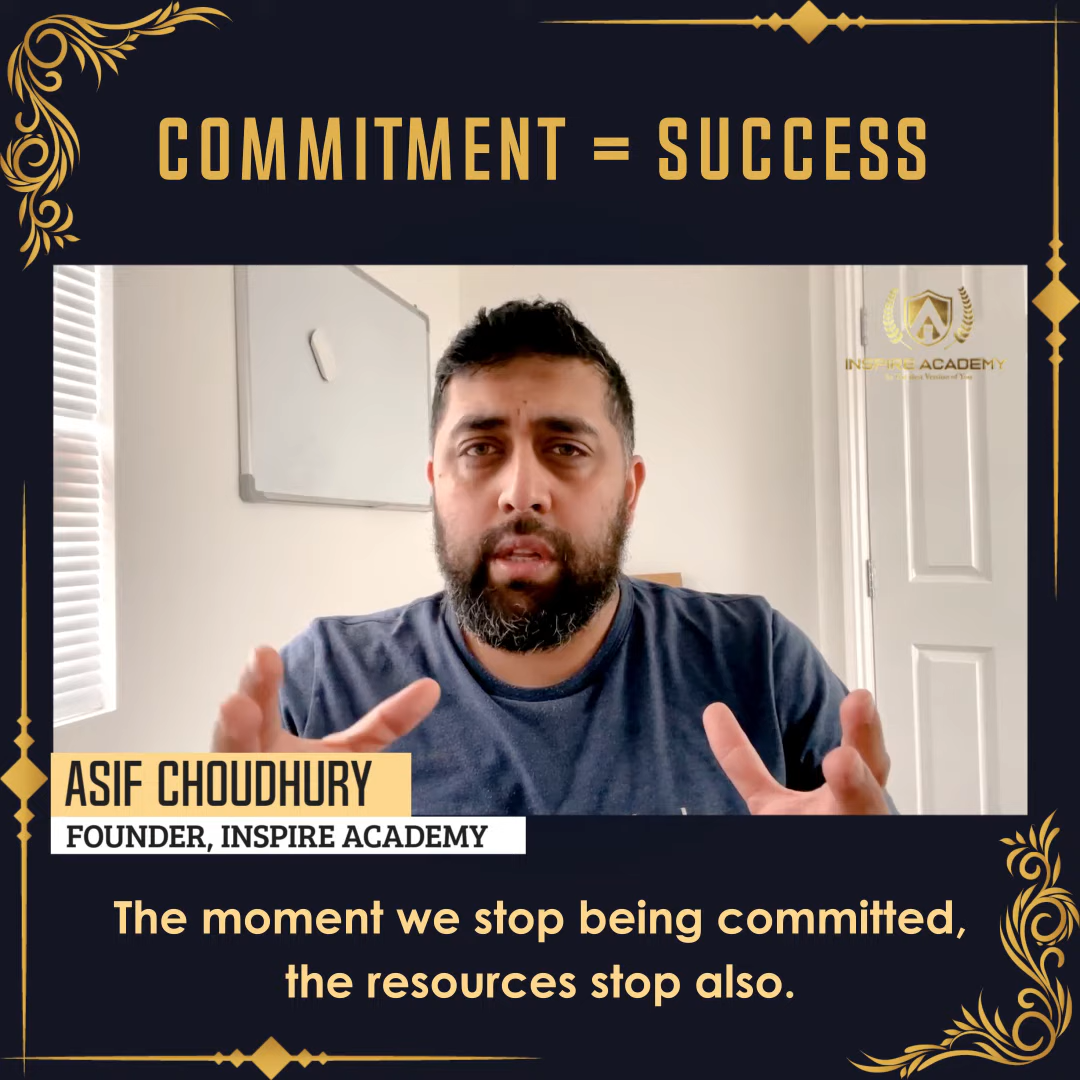 COMMITMENT = SUCCESS
INSPIRE ACADEMY
ASIF CHOUDHURY
FOUNDER, INSPIRE ACADEMY
The moment we stop being committed,
the resources stop also.